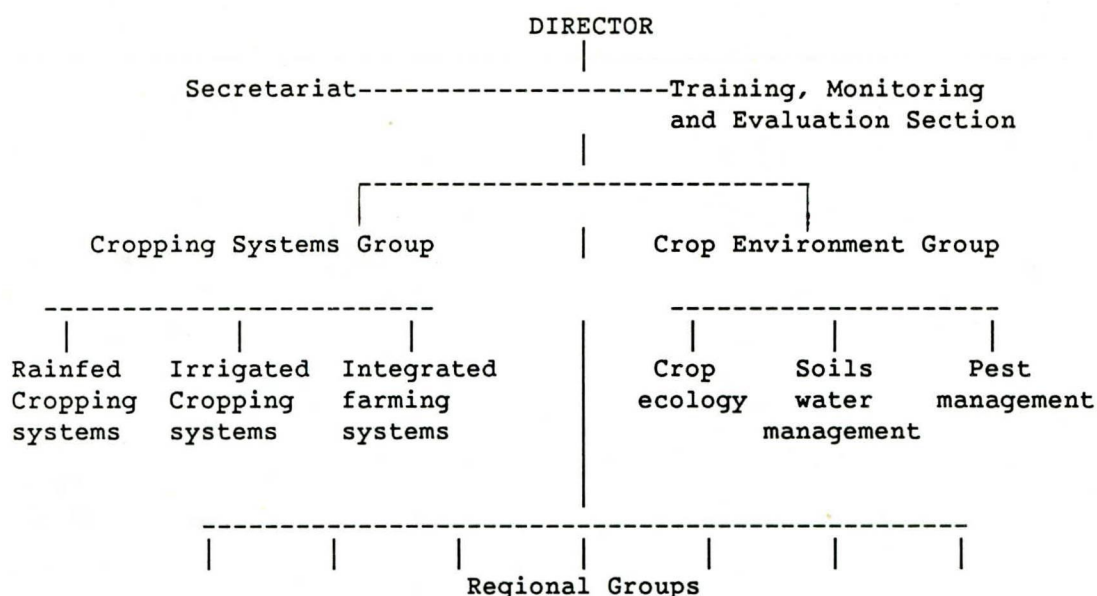 DIRECTOR
Secretariat Training, Monitoring
and Evaluation Section
Cropping Systems Group Crop Environment Group
Rainfed Irrigated Integrated Crop Soils Pest
Cropping Cropping farming ecology water management
systems systems systems management
Regional Groups